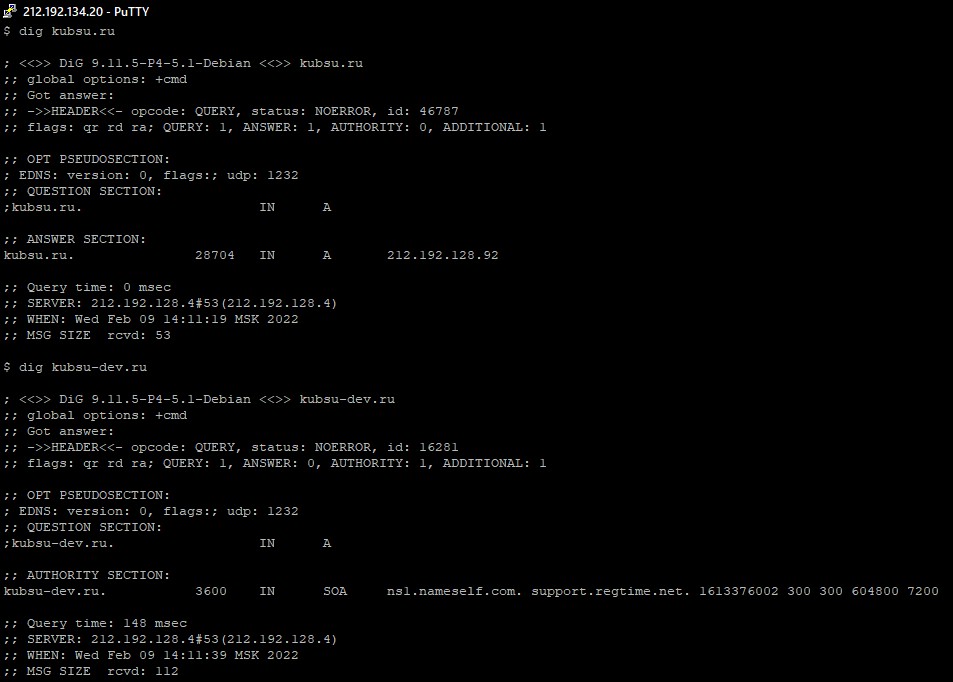 212.192.134.20 - PuTTY
$ dig kubsu.ru
; <<>> DiG 9.11.5-P4-5.1-Debian <<>> kubsu.ru
;; global options: +cmd
;; Got answer:
;; ->>HEADER<<- opcode: QUERY, status: NOERROR, id: 46787
;; flags: qr rd ra; QUERY: 1, ANSWER: 1, AUTHORITY: 0, ADDITIONAL: 1
;; OPT PSEUDOSECTION:
; EDNS: version: 0, flags:; udp: 1232
;; QUESTION SECTION:
;kubsu.ru. IN A
;; ANSWER SECTION:
kubsu.ru. 28704 IN A 212.192.128.92
;; Query time: 0 msec
;; SERVER: 212.192.128.4#53(212.192.128.4)
;; WHEN: Wed Feb 09 14:11:19 MSK 2022
;; MSG SIZE rcvd: 53
$ dig kubsu-dev.ru
; <<>> DiG 9.11.5-P4-5.1-Debian <<>> kubsu-dev.ru
;; global options: +cmd
;; Got answer:
;; ->>HEADER<<- opcode: QUERY, status: NOERROR, id: 16281
;; flags: qr rd ra; QUERY: 1, ANSWER: 0, AUTHORITY: 1, ADDITIONAL: 1
;; OPT PSEUDOSECTION:
; EDNS: version: 0, flags:; udp: 1232
;; QUESTION SECTION:
;kubsu-dev.ru. IN A
;; AUTHORITY SECTION:
kubsu-dev.ru. 3600 IN SOA ns1.nameself.com. support.regtime.net. 1613376002 300 300 604800 7200
;; Query time: 148 msec
;; SERVER: 212.192.128.4#53(212.192.128.4)
;; WHEN: Wed Feb 09 14:11:39 MSK 2022
;; MSG SIZE rcvd: 112